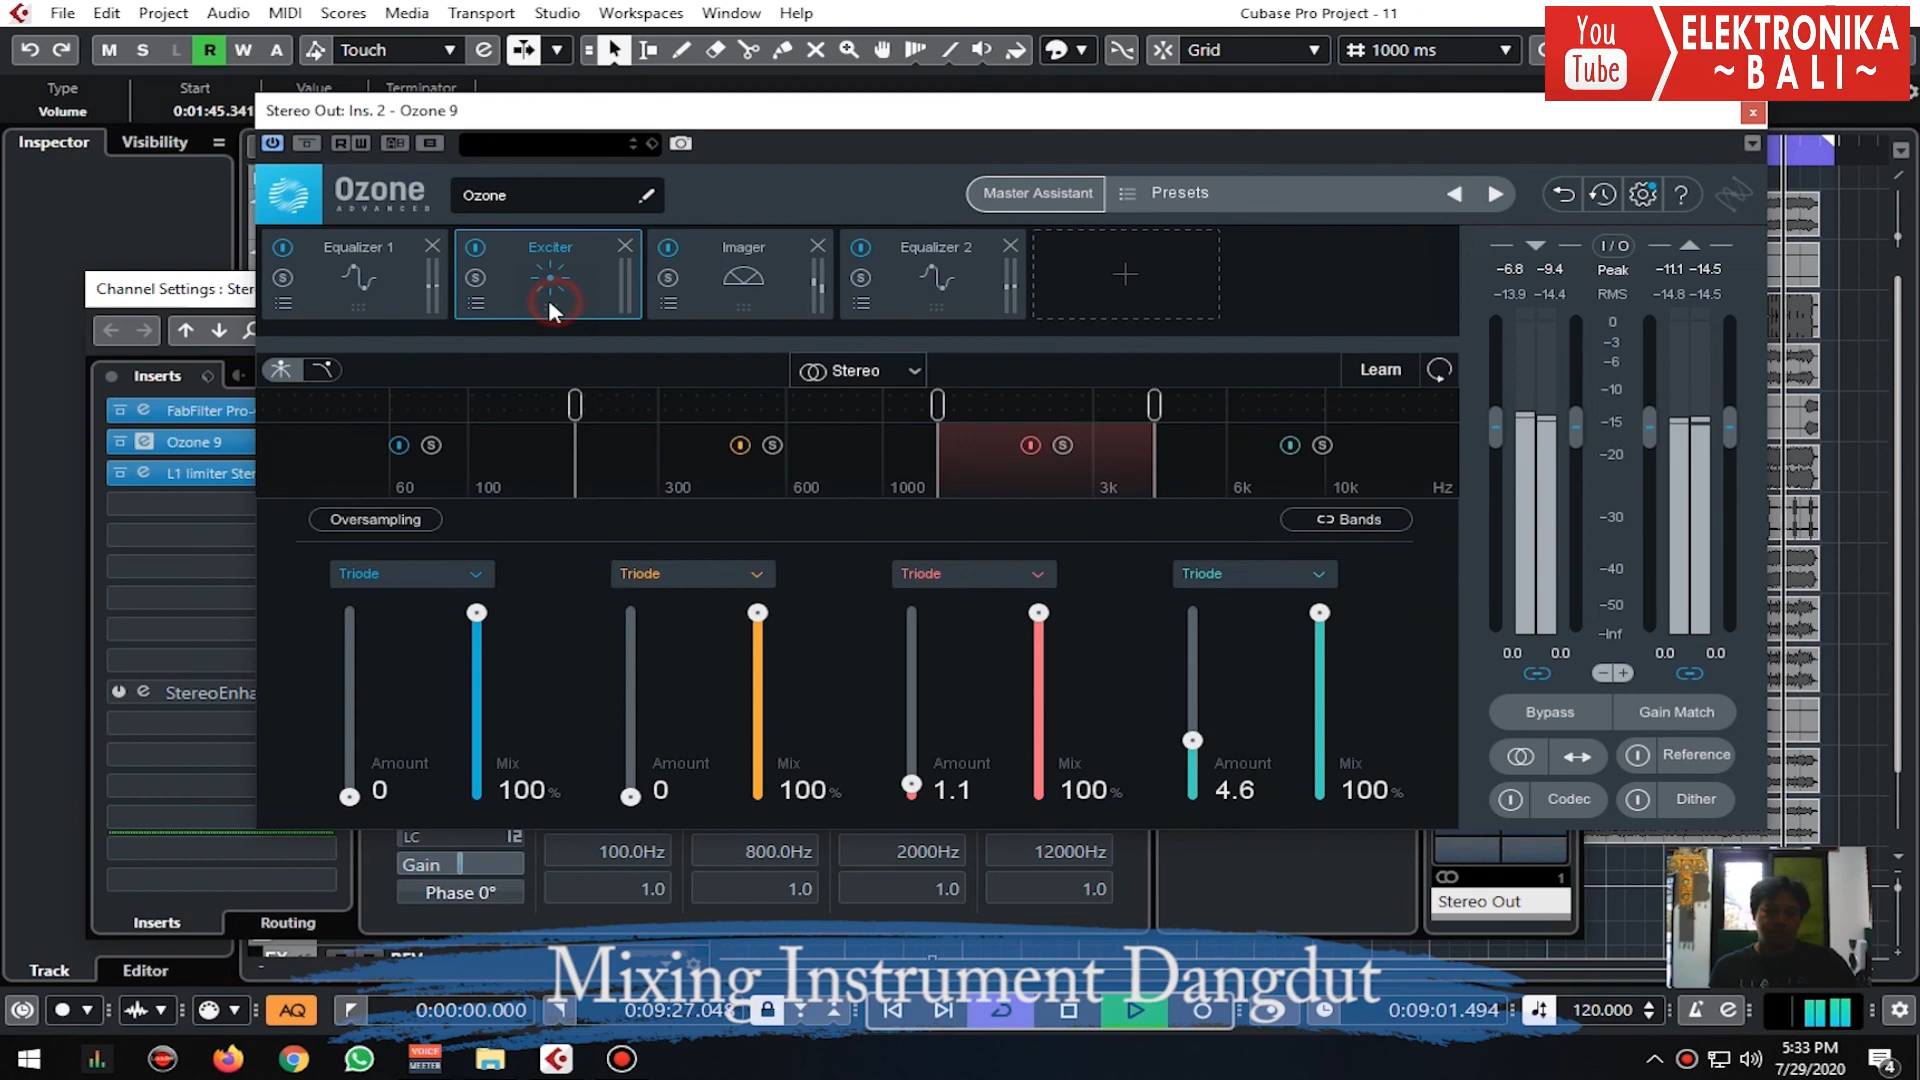 File Edit Project Audio MIDI Scores Media Transport Studio Workspaces Window Help
Cubase Pro Project - 11
You
Tube
ELEKTRONIKA
~ B A L I ~
M S L R W A Touch Grid 1000 ms
Type Start Value Terminator
Volume 0:01:45.341
Stereo Out: Ins. 2 - Ozone 9
Inspector Visibility
Ozone
ADVANCED
Ozone
Master Assistant Presets
Equalizer 1 Exciter Imager Equalizer 2
I / O
-6.8 -9.4 Peak -11.1 -14.5
-13.9 -14.4 RMS -14.8 -14.5
Channel Settings : Ster
Inserts
FabFilter Pro-
Ozone 9
L1 limiter Ster
StereoEnha
Stereo Learn
60 100 300 600 1000 3k 6k 10k Hz
Oversampling Bands
Triode Triode Triode Triode
Amount Mix Amount Mix Amount Mix Amount Mix
0 100% 0 100% 1.1 100% 4.6 100%
0
-3
-6
-10
-15
-20
-30
-40
-50
-Inf
0.0 0.0 0.0 0.0
Bypass Gain Match
Reference
Codec Dither
LC 12
Gain 100.0Hz 800.0Hz 2000Hz 12000Hz
Phase 0° 1.0 1.0 1.0 1.0
1
Stereo Out
Inserts Routing
Track Editor
Mixing Instrument Dangdut
AQ 0:00:00.000 0:09:27.048 0:09:01.494 120.000
VOICE
MEETER
5:33 PM
7/29/2020
4